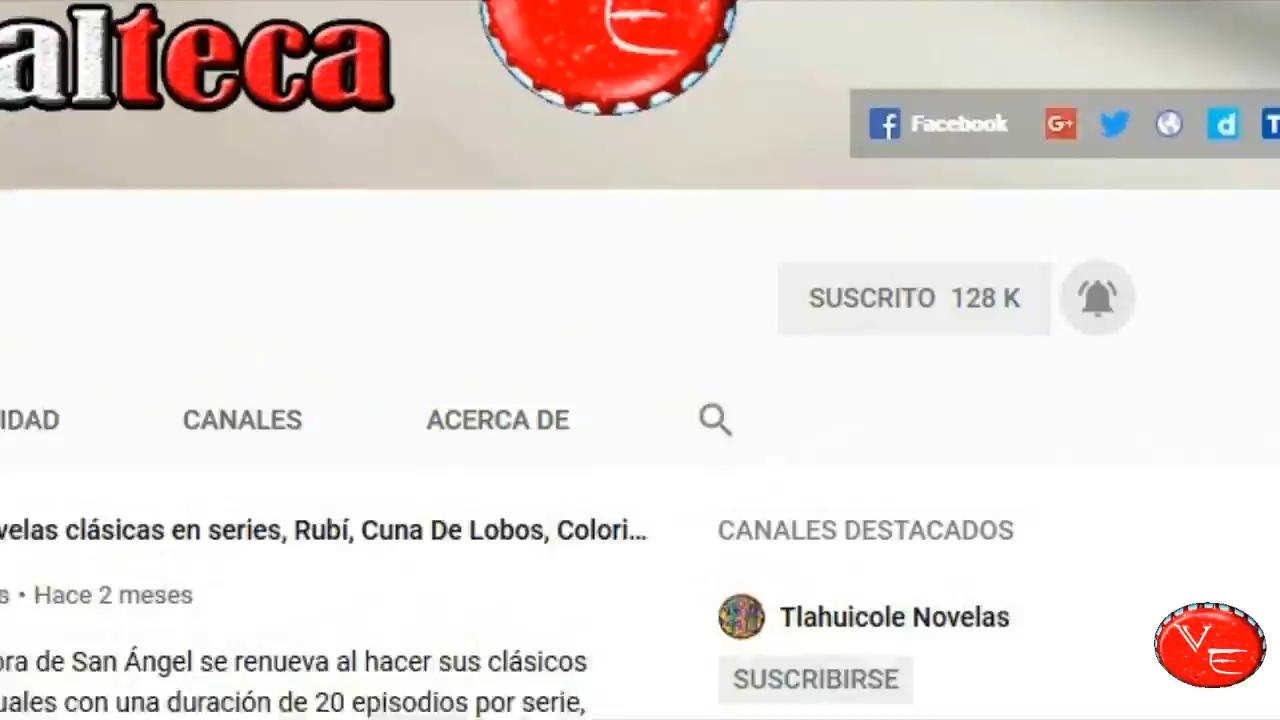 alteca
E
Facebook G+ d T
SUSCRITO 128 K
IDAD CANALES ACERCA DE
velas clásicas en series, Rubí, Cuna De Lobos, Colori...
CANALES DESTACADOS
s • Hace 2 meses
Tlahuicole Novelas
ora de San Ángel se renueva al hacer sus clásicos
SUSCRIBIRSE
uales con una duración de 20 episodios por serie,
VE